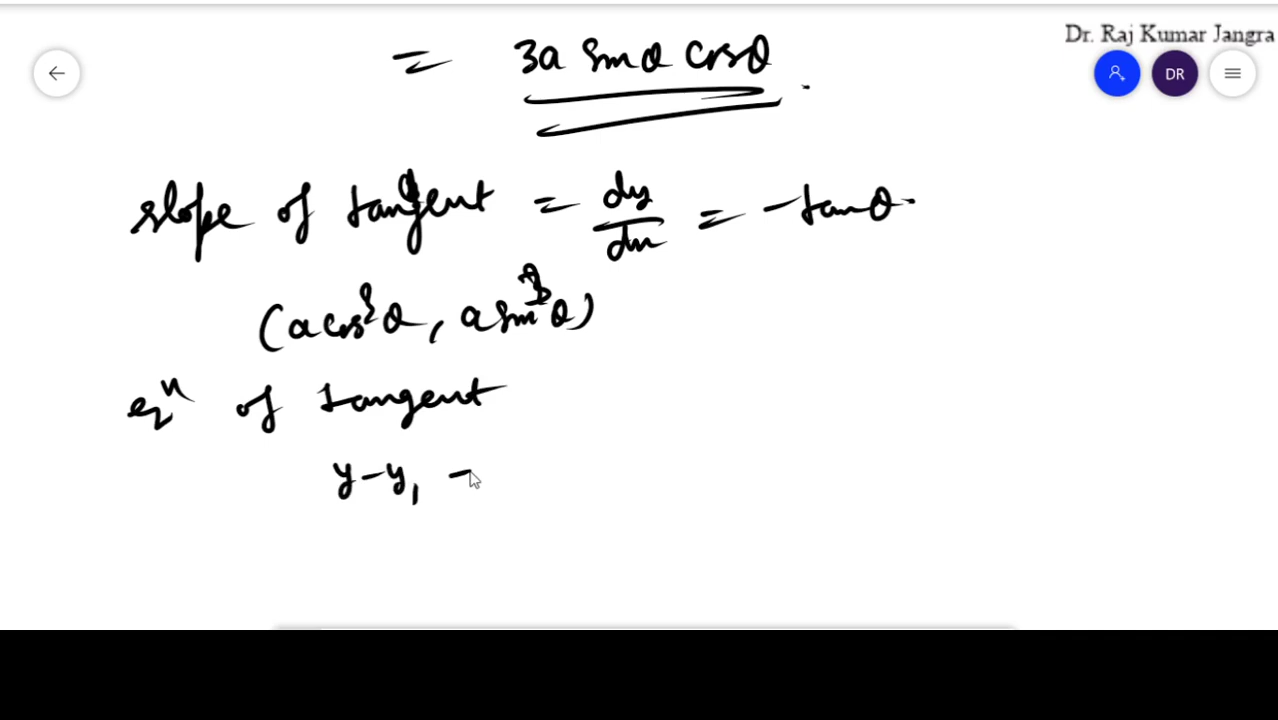 Dr. Raj Kumar Jangra
= 3a sinθ cosθ.
DR
slope of tangent = dy/dx = -tanθ.
(a cos³θ, a sin³θ)
eqⁿ of tangent
y-y₁ =